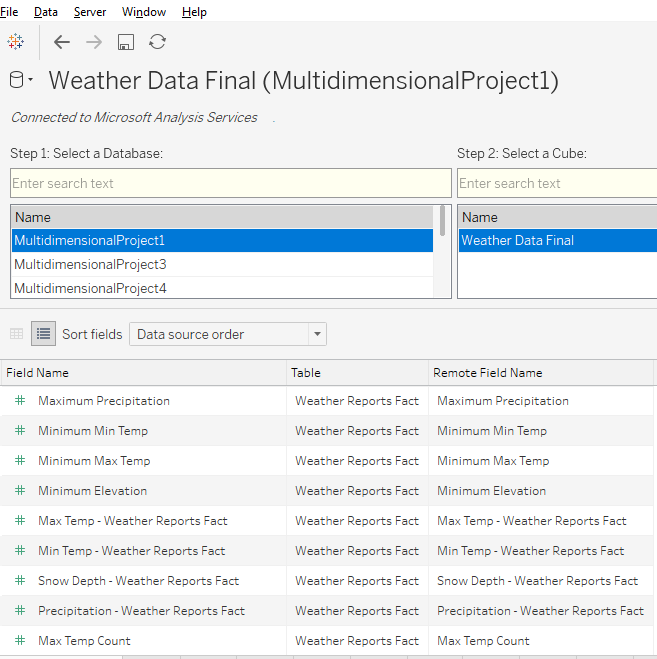 File Data Server Window Help
Weather Data Final (MultidimensionalProject1)
Connected to Microsoft Analysis Services .
Step 1: Select a Database: Step 2: Select a Cube:
Enter search text Enter search text
Name Name
MultidimensionalProject1 Weather Data Final
MultidimensionalProject3
MultidimensionalProject4
Sort fields Data source order
Field Name Table Remote Field Name
# Maximum Precipitation Weather Reports Fact Maximum Precipitation
# Minimum Min Temp Weather Reports Fact Minimum Min Temp
# Minimum Max Temp Weather Reports Fact Minimum Max Temp
# Minimum Elevation Weather Reports Fact Minimum Elevation
# Max Temp - Weather Reports Fact Weather Reports Fact Max Temp - Weather Reports Fact
# Min Temp - Weather Reports Fact Weather Reports Fact Min Temp - Weather Reports Fact
# Snow Depth - Weather Reports Fact Weather Reports Fact Snow Depth - Weather Reports Fact
# Precipitation - Weather Reports Fact Weather Reports Fact Precipitation - Weather Reports Fact
# Max Temp Count Weather Reports Fact Max Temp Count